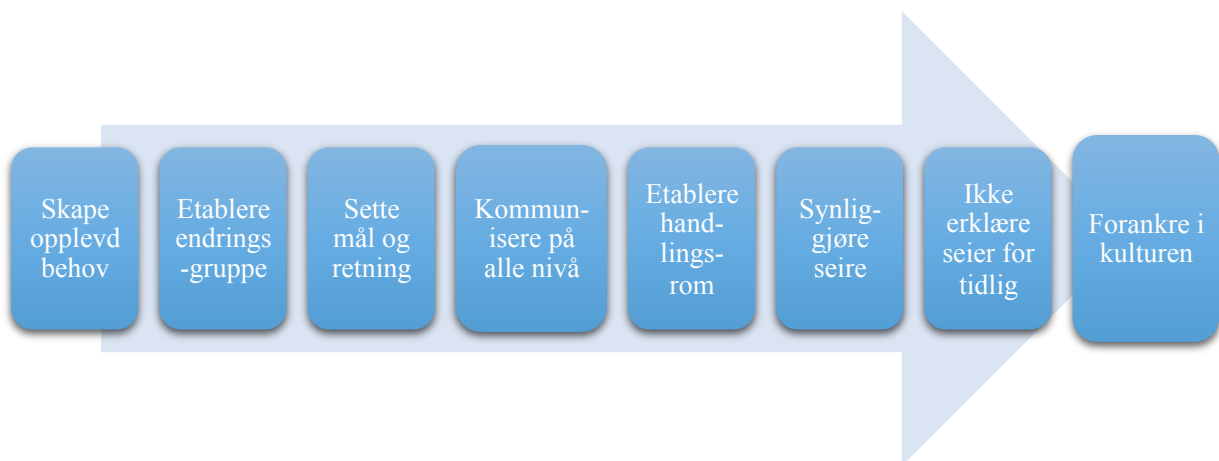 Skape
opplevd
behov
Etablere
endrings
-gruppe
Sette
mål og
retning
Kommun-
isere på
alle nivå
Etablere
hand-
lings-
rom
Synlig-
gjøre
seire
Ikke
erklære
seier for
tidlig
Forankre i
kulturen